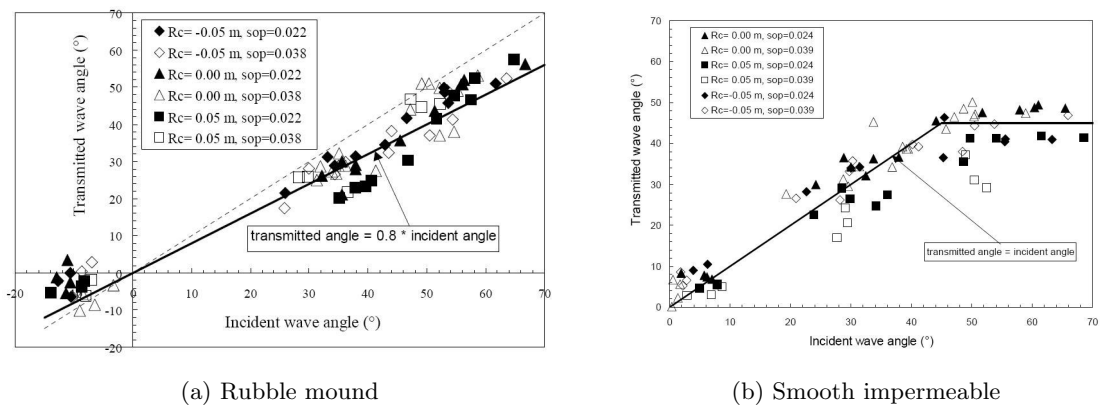 Transmitted wave angle (°)
70
60
50
40
30
20
10
0
-10
-20
-20
0
10
20
30
40
50
60
70
Rc= -0.05 m, sop=0.022
Rc= -0.05 m, sop=0.038
Rc= 0.00 m, sop=0.022
Rc= 0.00 m, sop=0.038
Rc= 0.05 m, sop=0.022
Rc= 0.05 m, sop=0.038
transmitted angle = 0.8 * incident angle
Incident wave angle (°)
(a) Rubble mound
Transmitted wave angle (°)
70
60
50
40
30
20
10
0
0
10
20
30
40
50
60
70
Rc= 0.00 m, sop=0.024
Rc= 0.00 m, sop=0.039
Rc= 0.05 m, sop=0.024
Rc= 0.05 m, sop=0.039
Rc=-0.05 m, sop=0.024
Rc=-0.05 m, sop=0.039
transmitted angle = incident angle
Incident wave angle (°)
(b) Smooth impermeable